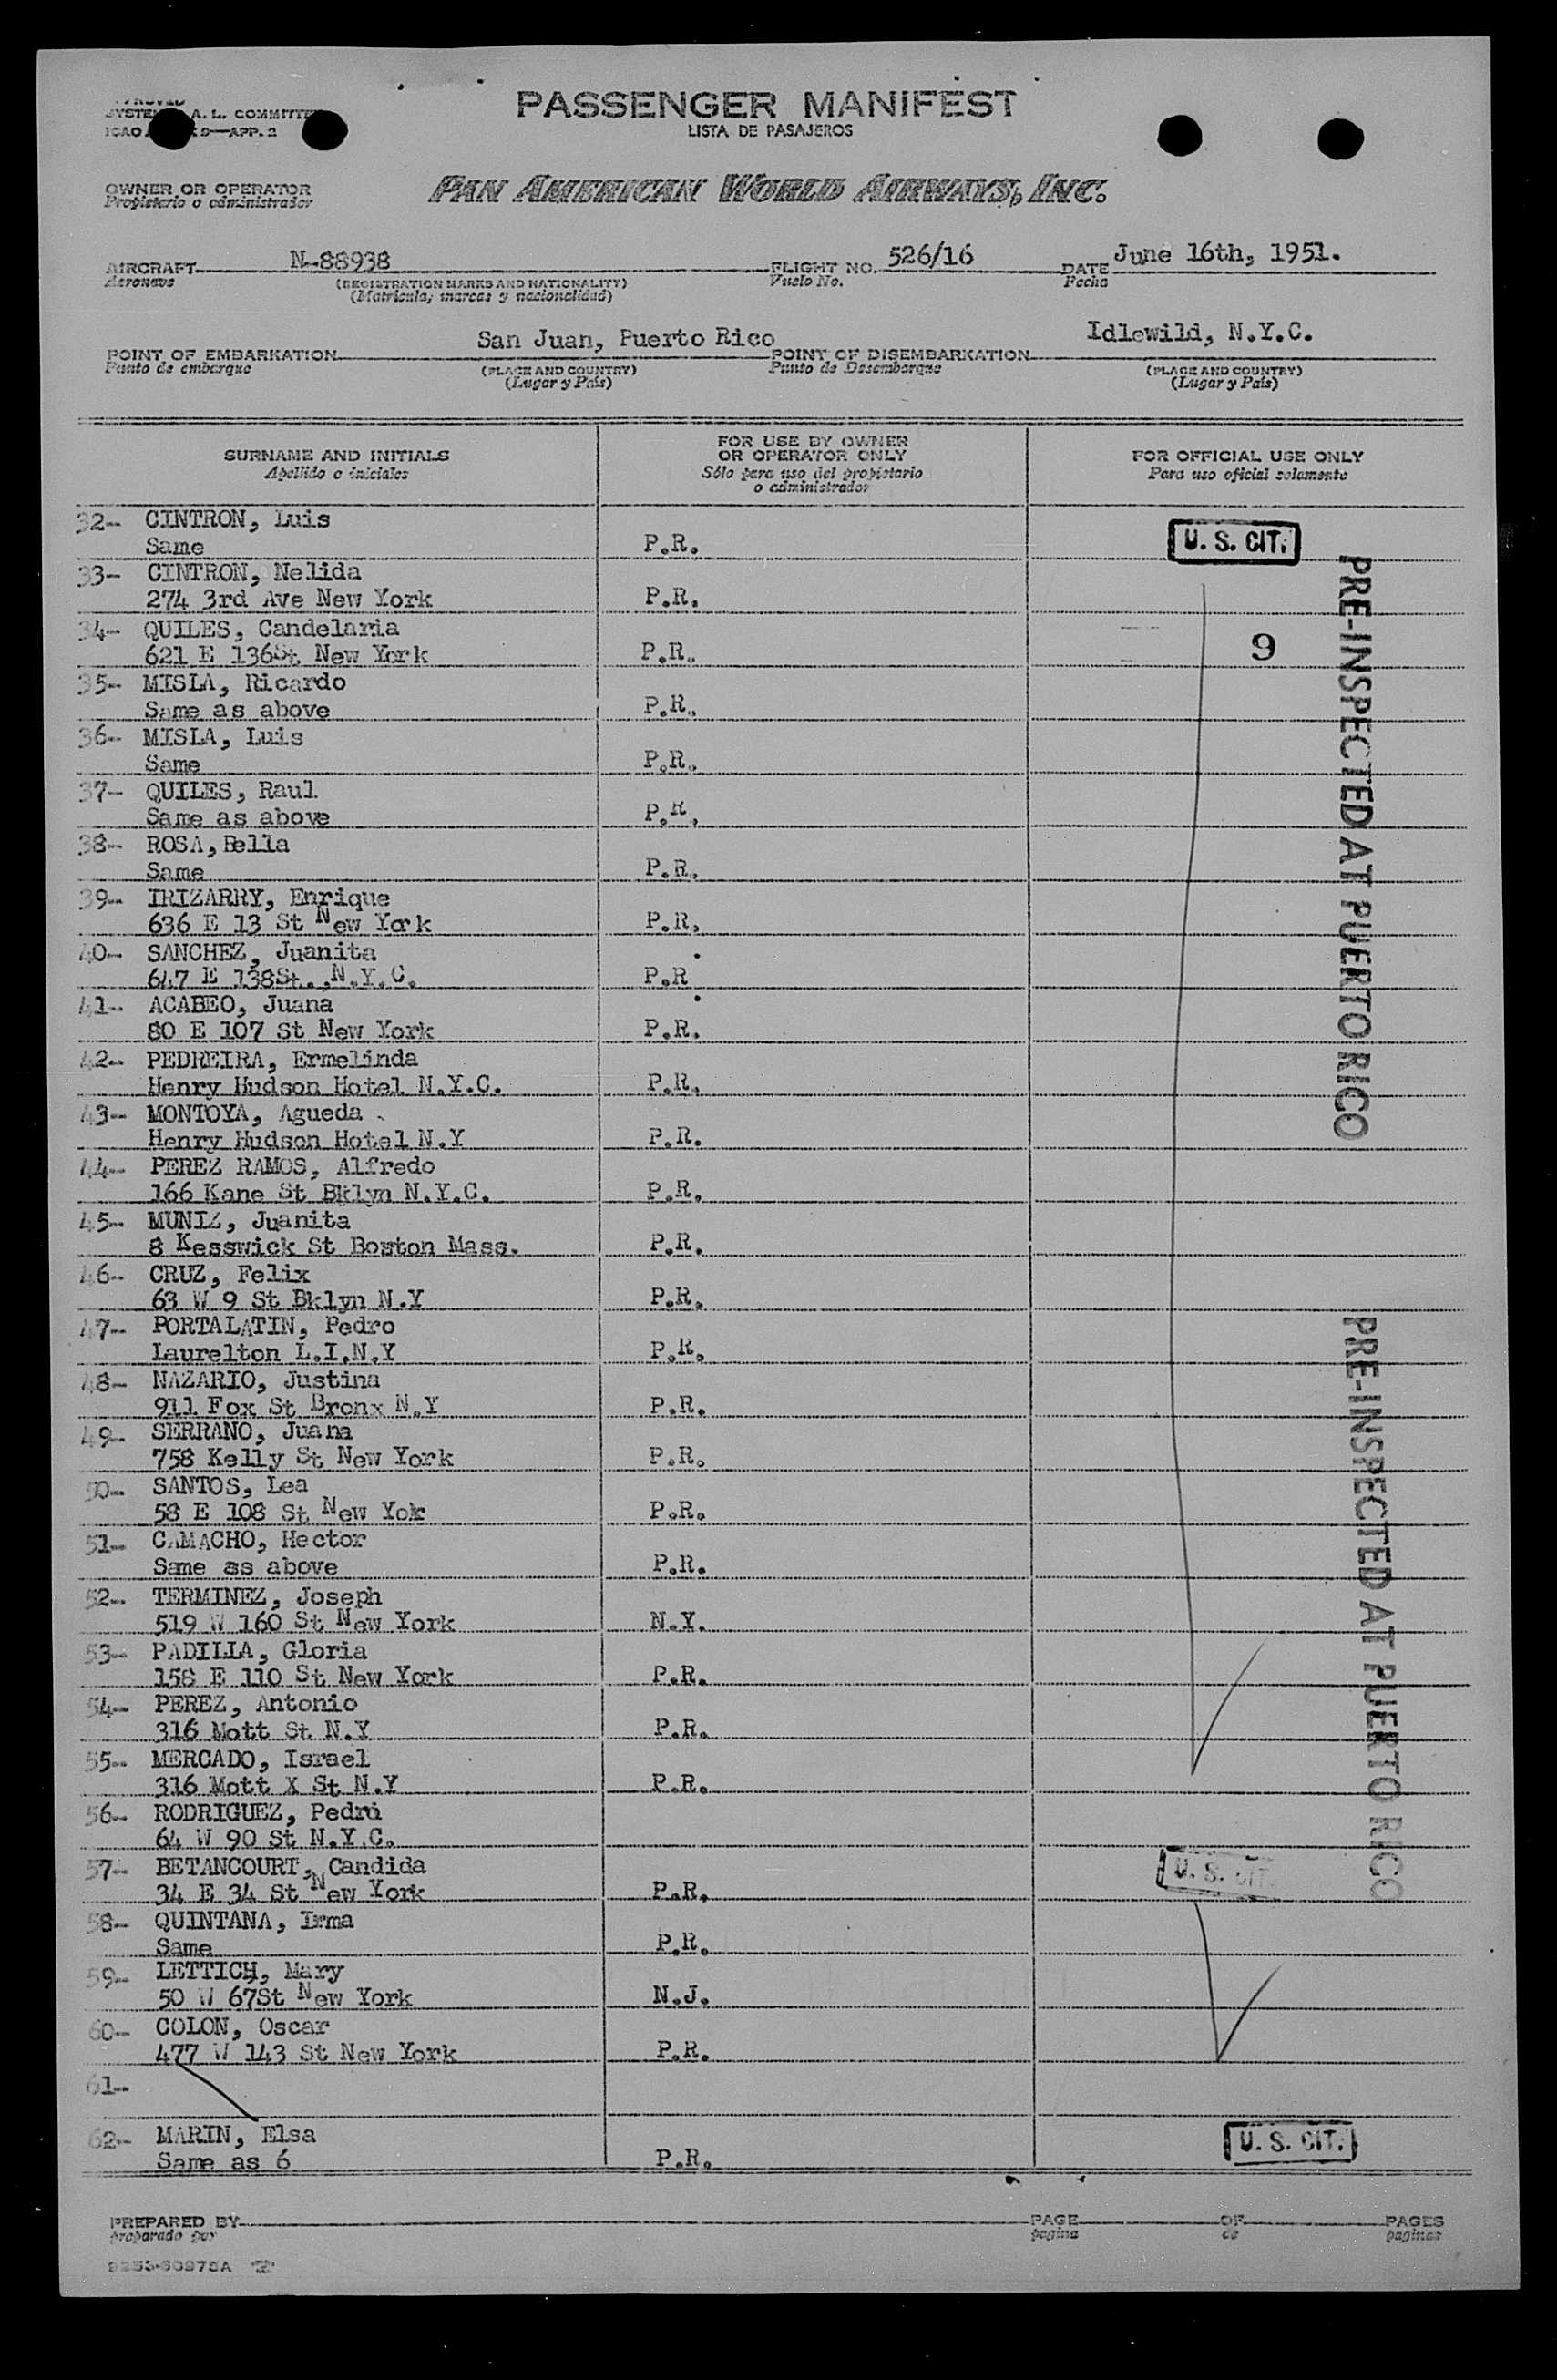 SYSTEM A. L. COMMITTE
ICAO S—APP. 2
PASSENGER MANIFEST
LISTA DE PASAJEROS
OWNER OR OPERATOR
Propietario o administrador
PAN AMERICAN WORLD AIRWAYS, INC.
AIRCRAFT N-88938 FLIGHT NO. 526/16 DATE June 16th, 1951.
Aeronave (REGISTRATION MARKS AND NATIONALITY) Vuelo No. Fecha
(Matrícula, marcas y nacionalidad)
POINT OF EMBARKATION San Juan, Puerto Rico POINT OF DISEMBARKATION Idlewild, N.Y.C.
Punto de embarque (PLACE AND COUNTRY) Punto de Desembarque (PLACE AND COUNTRY)
(Lugar y País) (Lugar y País)
SURNAME AND INITIALS
Apellido e iniciales
FOR USE BY OWNER
OR OPERATOR ONLY
Sólo para uso del propietario
o administrador
FOR OFFICIAL USE ONLY
Para uso oficial solamente
32- CINTRON, Luis
Same P.R. U. S. CIT.
33- CINTRON, Nelida
274 3rd Ave New York P.R.
34- QUILES, Candelaria
621 E 136St New York P.R. 9
35- MISLA, Ricardo
Same as above P.R.
36- MISLA, Luis
Same P.R.
37- QUILES, Raul
Same as above P.R.
38- ROSA, Delia
Same P.R.
39- IRIZARRY, Enrique
636 E 13 St New York P.R.
40- SANCHEZ, Juanita
647 E 138St. ,N.Y.C. P.R
41- ACABEO, Juana
80 E 107 St New York P.R.
42- PEDREIRA, Ermelinda
Henry Hudson Hotel N.Y.C. P.R.
43- MONTOYA, Agueda
Henry Hudson Hotel N.Y P.R.
44- PEREZ RAMOS, Alfredo
166 Kane St Bklyn N.Y.C. P.R.
45- MUNIZ, Juanita
8 Kesswick St Boston Mass. P.R.
46- CRUZ, Felix
63 W 9 St Bklyn N.Y P.R.
47- PORTALATIN, Pedro
Laurelton L.I.N.Y P.R.
48- NAZARIO, Justina
911 Fox St Bronx N.Y P.R.
49- SERRANO, Juana
758 Kelly St New York P.R.
50- SANTOS, Lea
58 E 108 St New Yok P.R.
51- CAMACHO, Hector
Same as above P.R.
52- TERMINEZ, Joseph
519 W 160 St New York N.Y.
53- PADILLA, Gloria
158 E 110 St New York P.R.
54- PEREZ, Antonio
316 Mott St N.Y P.R.
55- MERCADO, Israel
316 Mott X St N.Y P.R.
56- RODRIGUEZ, Pedro
64 W 90 St N.Y.C.
57- BETANCOURT, Candida
34 E 34 St New York P.R. U. S. CIT.
58- QUINTANA, Irma
Same P.R.
59- LETTICH, Mary
50 W 67St New York N.J.
60- COLON, Oscar
477 W 143 St New York P.R.
61-
62- MARIN, Elsa
Same as 6 P.R. U. S. CIT.
PRE-INSPECTED AT PUERTO RICO
PRE-INSPECTED AT PUERTO RICO
PREPARED BY PAGE OF PAGES
preparado por pagina de paginas